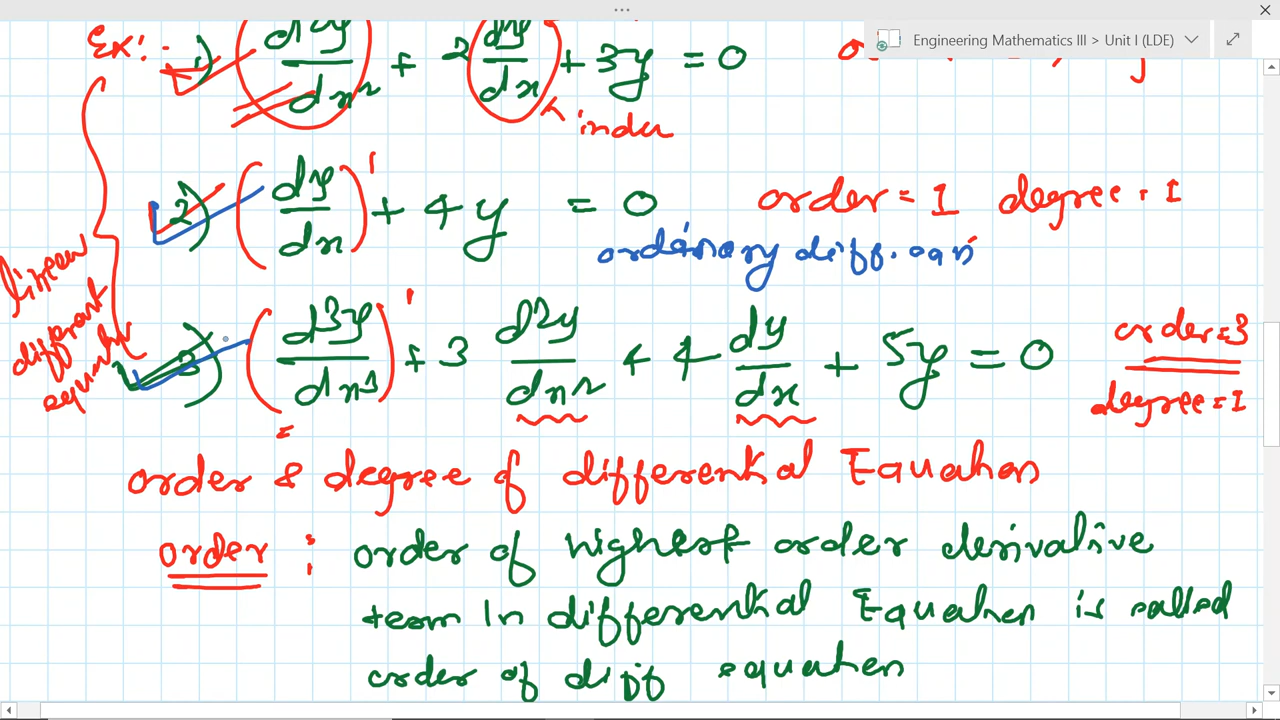 Engineering Mathematics III > Unit I (LDE)
Ex: 1) d²y/dx² + 2 dy/dx + 3y = 0
index
2) (dy/dx)¹ + 4y = 0 order = 1 degree = 1
ordinary diff. eqn
3) (d³y/dx³)¹ + 3 d²y/dx² + 4 dy/dx + 5y = 0
order = 3
degree = 1
order & degree of differential Equation
order : order of highest order derivative
term In differential Equation is called
order of diff equation